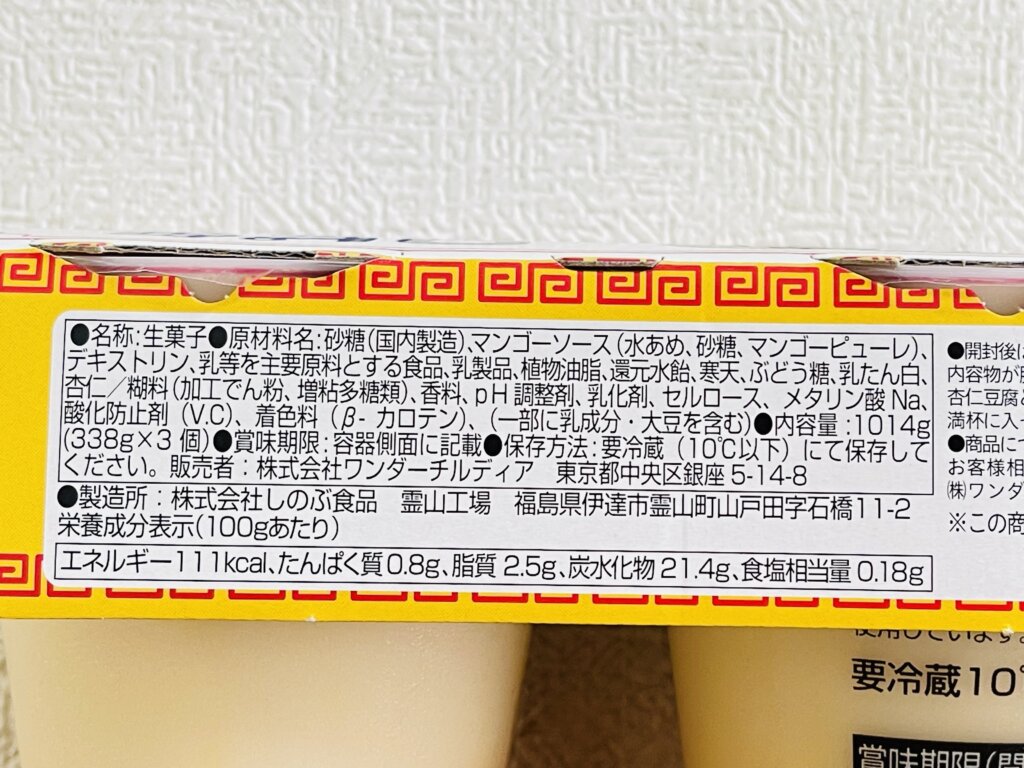 ●名称:生菓子●原材料名:砂糖(国内製造)、マンゴーソース(水あめ、砂糖、マンゴーピューレ)、
デキストリン、乳等を主要原料とする食品、乳製品、植物油脂、還元水飴、寒天、ぶどう糖、乳たん白、
杏仁/糊料(加工でん粉、増粘多糖類)、香料、pH調整剤、乳化剤、セルロース、メタリン酸Na、
酸化防止剤(V.C)、着色料(β-カロテン)、(一部に乳成分・大豆を含む)●内容量:1014g
(338g×3個)●賞味期限:容器側面に記載●保存方法:要冷蔵(10℃以下)にて保存して
ください。販売者:株式会社ワンダーチルディア 東京都中央区銀座5-14-8
●製造所:株式会社しのぶ食品 霊山工場 福島県伊達市霊山町山戸田字石橋11-2
栄養成分表示(100gあたり)
エネルギー111kcal、たんぱく質0.8g、脂質2.5g、炭水化物21.4g、食塩相当量0.18g
●開封後
内容物が
杏仁豆腐
満杯に入
●商品に
お客様相
㈱ワンダ
※この商
使用しています
要冷蔵10
賞味期限(開